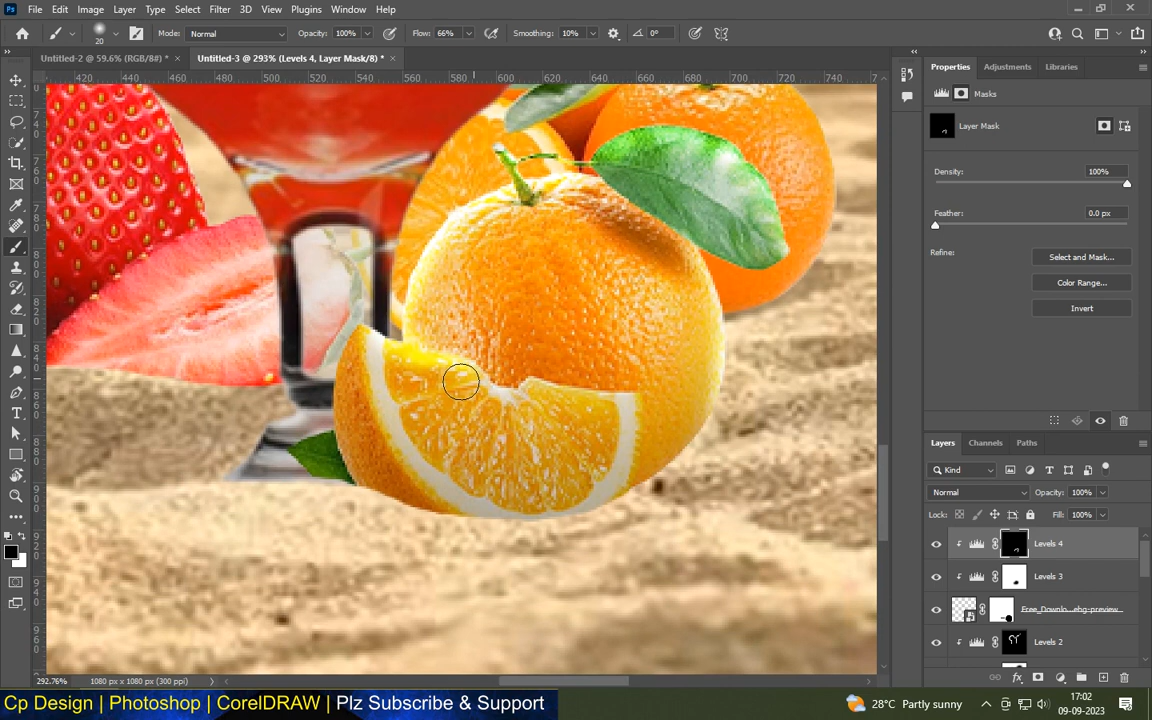 Ps File Edit Image Layer Type Select Filter 3D View Plugins Window Help
20 Mode: Normal Opacity: 100% Flow: 66% Smoothing: 10% 0°
Untitled-2 @ 59.6% (RGB/8#) * × Untitled-3 @ 293% (Levels 4, Layer Mask/8) * ×
420 440 460 480 500 520 540 560 580 600 620 640 660 680 700 720 740
Properties Adjustments Libraries
Masks
Layer Mask
Density: 100%
Feather: 0.0 px
Refine: Select and Mask...
Color Range...
Invert
Layers Channels Paths
Kind
Normal Opacity: 100%
Lock: Fill: 100%
Levels 4
Levels 3
Free_Downlo...ebg-preview
Levels 2
292.76% 1080 px x 1080 px (300 ppi)
Cp Design | Photoshop | CorelDRAW | Plz Subscribe & Support
28°C Partly sunny
17:02
09-09-2023